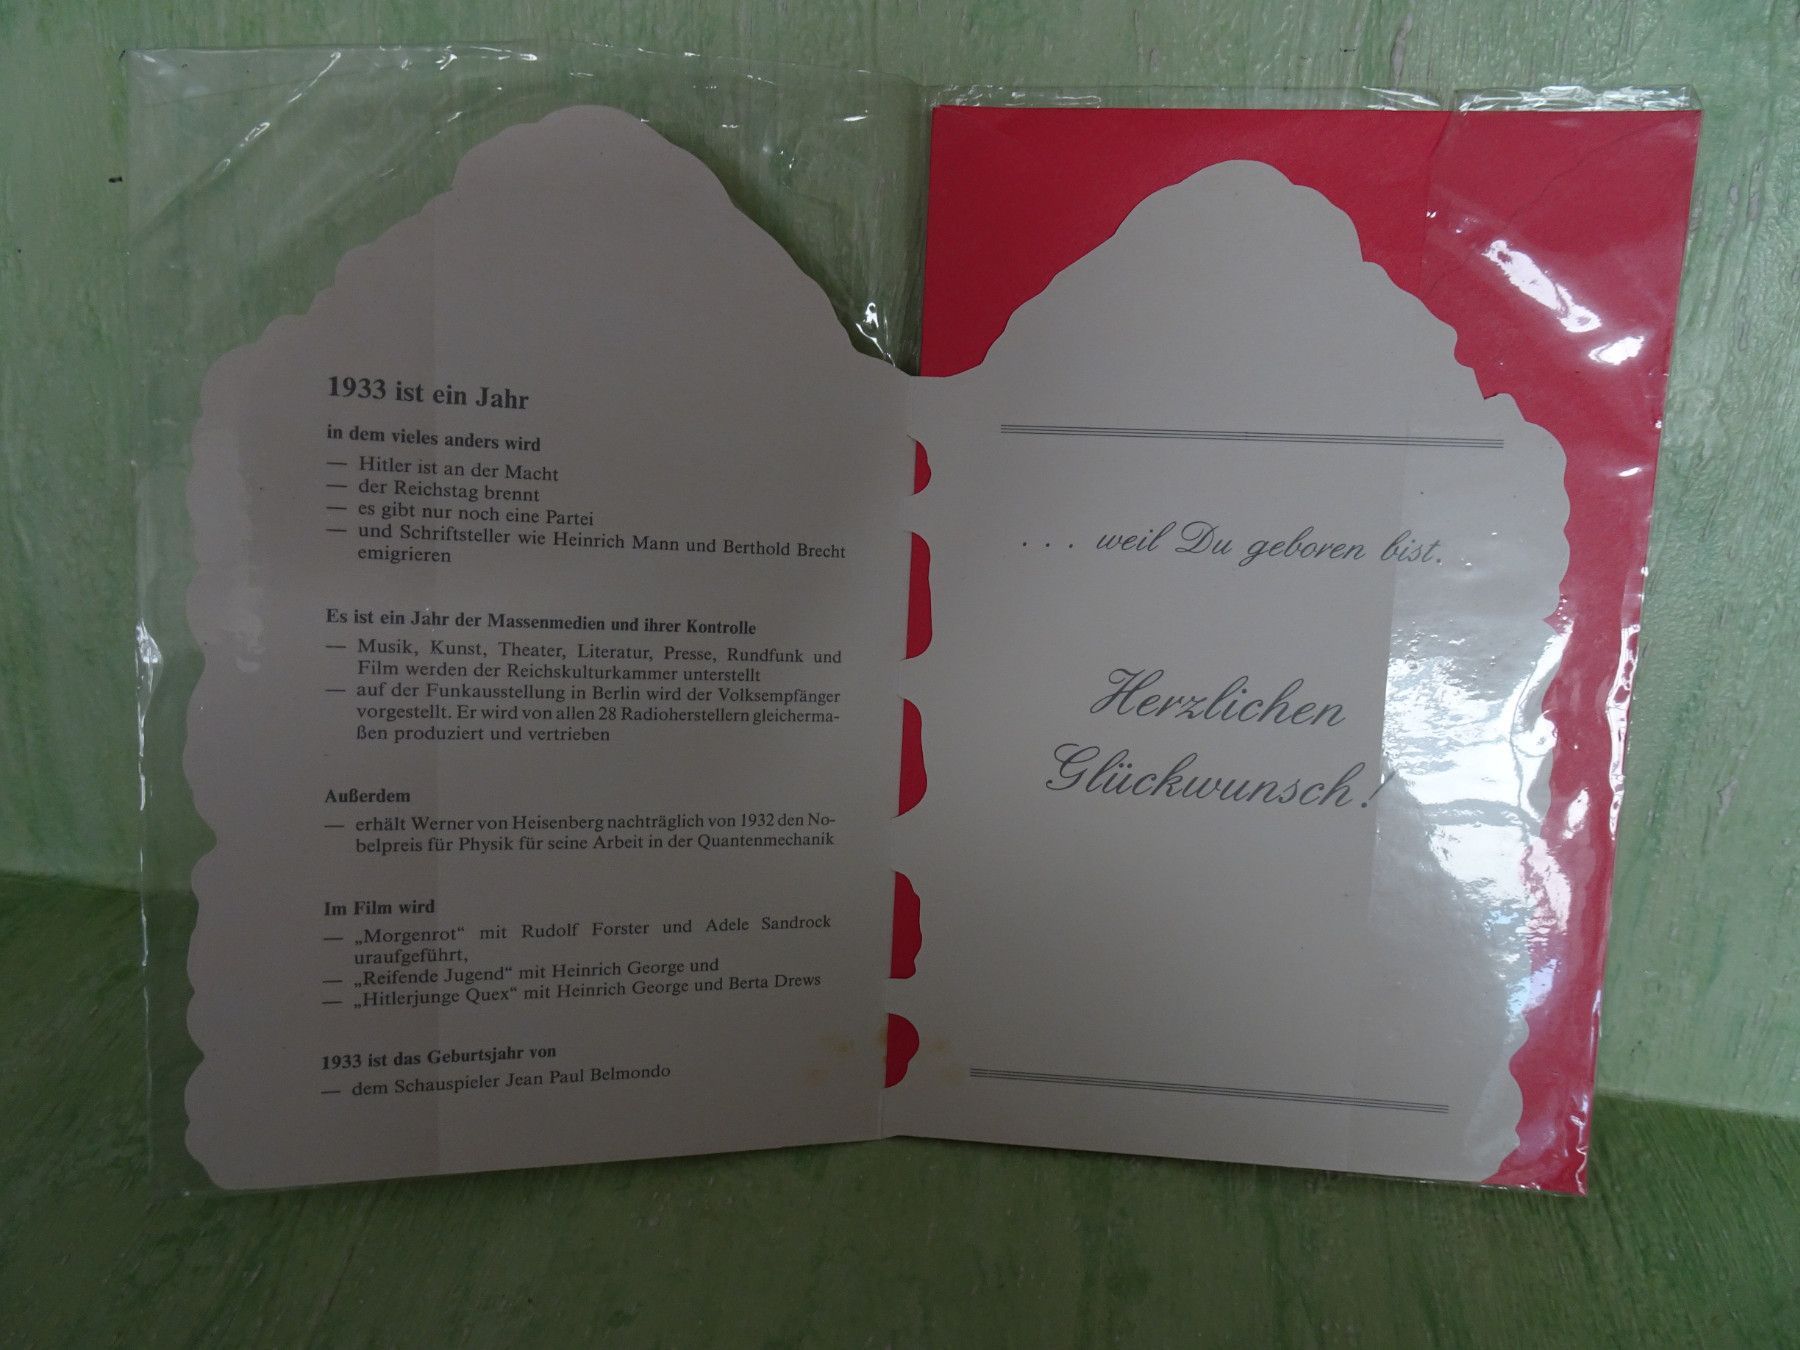 1933 ist ein Jahr
in dem vieles anders wird
— Hitler ist an der Macht
— der Reichstag brennt
— es gibt nur noch eine Partei
— und Schriftsteller wie Heinrich Mann und Berthold Brecht
emigrieren
Es ist ein Jahr der Massenmedien und ihrer Kontrolle
— Musik, Kunst, Theater, Literatur, Presse, Rundfunk und
Film werden der Reichskulturkammer unterstellt
— auf der Funkausstellung in Berlin wird der Volksempfänger
vorgestellt. Er wird von allen 28 Radioherstellern gleicherma-
ßen produziert und vertrieben
Außerdem
— erhält Werner von Heisenberg nachträglich von 1932 den No-
belpreis für Physik für seine Arbeit in der Quantenmechanik
Im Film wird
— „Morgenrot“ mit Rudolf Forster und Adele Sandrock
uraufgeführt,
— „Reifende Jugend“ mit Heinrich George und
— „Hitlerjunge Quex“ mit Heinrich George und Berta Drews
1933 ist das Geburtsjahr von
— dem Schauspieler Jean Paul Belmondo
. . . weil Du geboren bist.
Herzlichen
Glückwunsch!